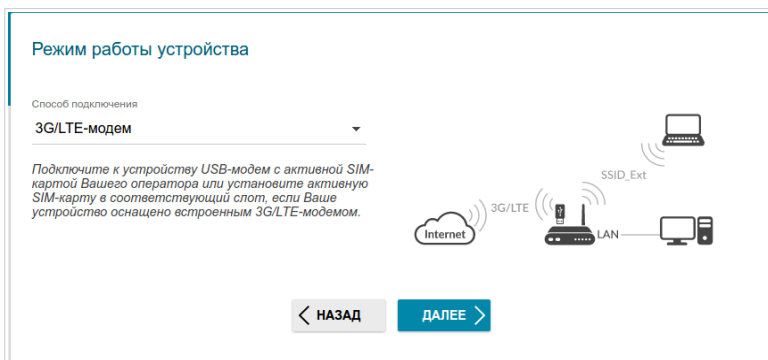 Режим работы устройства
Способ подключения
3G/LTE-модем
Подключите к устройству USB-модем с активной SIM-
картой Вашего оператора или установите активную
SIM-карту в соответствующий слот, если Ваше
устройство оснащено встроенным 3G/LTE-модемом.
SSID_Ext
3G/LTE
Internet
LAN
НАЗАД
ДАЛЕЕ